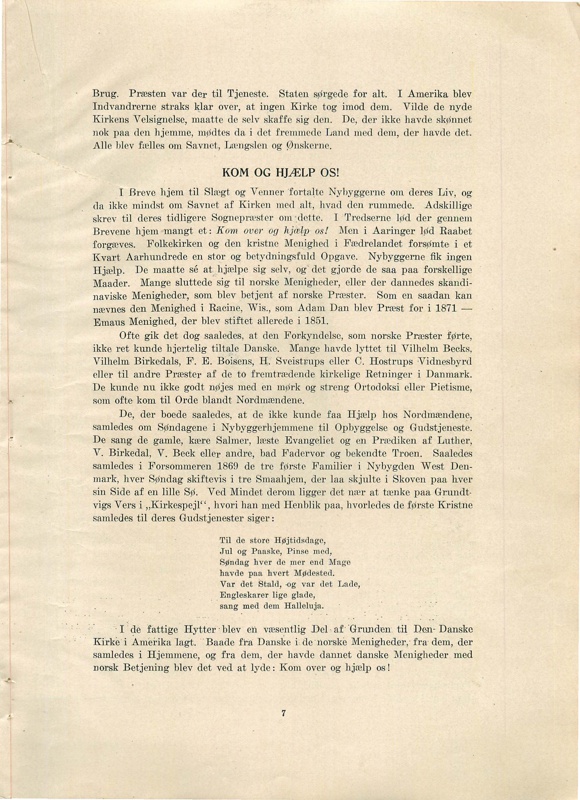 Brug. Præsten var der til Tjeneste. Staten sørgede for alt. I Amerika blev
Indvandrerne straks klar over, at ingen Kirke tog imod dem. Vilde de nyde
Kirkens Velsignelse, maatte de selv skaffe sig den. De, der ikke havde skønnet
nok paa den hjemme, mødtes da i det fremmede Land med dem, der havde det.
Alle blev fælles om Savnet, Længslen og Ønskerne.
KOM OG HJÆLP OS!
I Breve hjem til Slægt og Venner fortalte Nybyggerne om deres Liv, og
da ikke mindst om Savnet af Kirken med alt, hvad den rummede. Adskillige
skrev til deres tidligere Sognepræster om dette. I Tredserne lød der gennem
Brevene hjem mangt et: Kom over og hjælp os! Men i Aaringer lød Raabet
forgæves. Folkekirken og den kristne Menighed i Fædrelandet forsømte i et
Kvart Aarhundrede en stor og betydningsfuld Opgave. Nybyggerne fik ingen
Hjælp. De maatte sé at hjælpe sig selv, og det gjorde de saa paa forskellige
Maader. Mange sluttede sig til norske Menigheder, eller der dannedes skandi-
naviske Menigheder, som blev betjent af norske Præster. Som en saadan kan
nævnes den Menighed i Racine, Wis., som Adam Dan blev Præst for i 1871 —
Emaus Menighed, der blev stiftet allerede i 1851.
Ofte gik det dog saaledes, at den Forkyndelse, som norske Præster førte,
ikke ret kunde hjertelig tiltale Danske. Mange havde lyttet til Vilhelm Becks,
Vilhelm Birkedals, F. E. Boisens, H. Sveistrups eller C. Hostrups Vidnesbyrd
eller til andre Præster af de to fremtrædende kirkelige Retninger i Danmark.
De kunde nu ikke godt nøjes med en mørk og streng Ortodoksi eller Pietisme,
som ofte kom til Orde blandt Nordmændene.
De, der boede saaledes, at de ikke kunde faa Hjælp hos Nordmændene,
samledes om Søndagene i Nybyggerhjemmene til Opbyggelse og Gudstjeneste.
De sang de gamle, kære Salmer, læste Evangeliet og en Prædiken af Luther,
V. Birkedal, V. Beck eller andre, bad Fadervor og bekendte Troen. Saaledes
samledes i Forsommeren 1869 de tre første Familier i Nybygden West Den-
mark, hver Søndag skiftevis i tre Smaahjem, der laa skjulte i Skoven paa hver
sin Side af en lille Sø. Ved Mindet derom ligger det nær at tænke paa Grundt-
vigs Vers i „Kirkespejl“, hvori han med Henblik paa, hvorledes de første Kristne
samledes til deres Gudstjenester siger:
Til de store Højtidsdage,
Jul og Paaske, Pinse med,
Søndag hver de mer end Mage
havde paa hvert Mødested.
Var det Stald, og var det Lade,
Engleskarer lige glade,
sang med dem Halleluja.
I de fattige Hytter blev en væsentlig Del af Grunden til Den Danske
Kirke i Amerika lagt. Baade fra Danske i de norske Menigheder, fra dem, der
samledes i Hjemmene, og fra dem, der havde dannet danske Menigheder med
norsk Betjening blev det ved at lyde: Kom over og hjælp os!
7